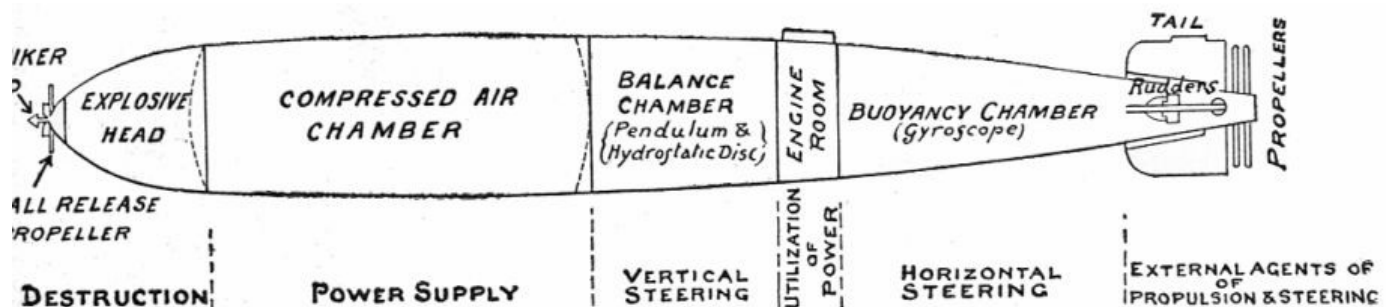 TAIL
PROPELLERS
IKER
EXPLOSIVE
HEAD
COMPRESSED AIR
CHAMBER
BALANCE
CHAMBER
{Pendulum &
Hydrostatic Disc}
ENGINE
ROOM
BUOYANCY CHAMBER
(Gyroscope)
Rudders
ALL RELEASE
ROPELLER
DESTRUCTION
POWER SUPPLY
VERTICAL
STEERING
UTILIZATION
OF
POWER
HORIZONTAL
STEERING
EXTERNAL AGENTS OF
OF
PROPULSION & STEERING